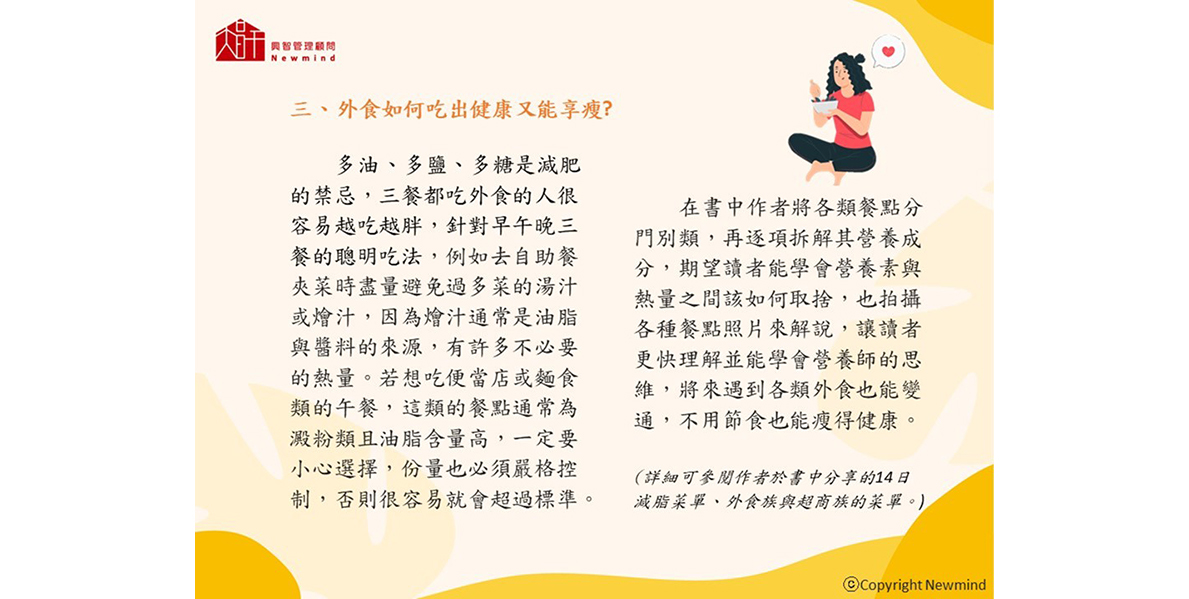 興智管理顧問
Newmind
三、外食如何吃出健康又能享瘦?
多油、多鹽、多糖是減肥
的禁忌，三餐都吃外食的人很
容易越吃越胖，針對早午晚三
餐的聰明吃法，例如去自助餐
夾菜時盡量避免過多菜的湯汁
或燴汁，因為燴汁通常是油脂
與醬料的來源，有許多不必要
的熱量。若想吃便當店或麵食
類的午餐，這類的餐點通常為
澱粉類且油脂含量高，一定要
小心選擇，份量也必須嚴格控
制，否則很容易就會超過標準。
在書中作者將各類餐點分
門別類，再逐項拆解其營養成
分，期望讀者能學會營養素與
熱量之間該如何取捨，也拍攝
各種餐點照片來解說，讓讀者
更快理解並能學會營養師的思
維，將來遇到各類外食也能變
通，不用節食也能瘦得健康。
(詳細可參閱作者於書中分享的14日
減脂菜單、外食族與超商族的菜單。)
©Copyright Newmind